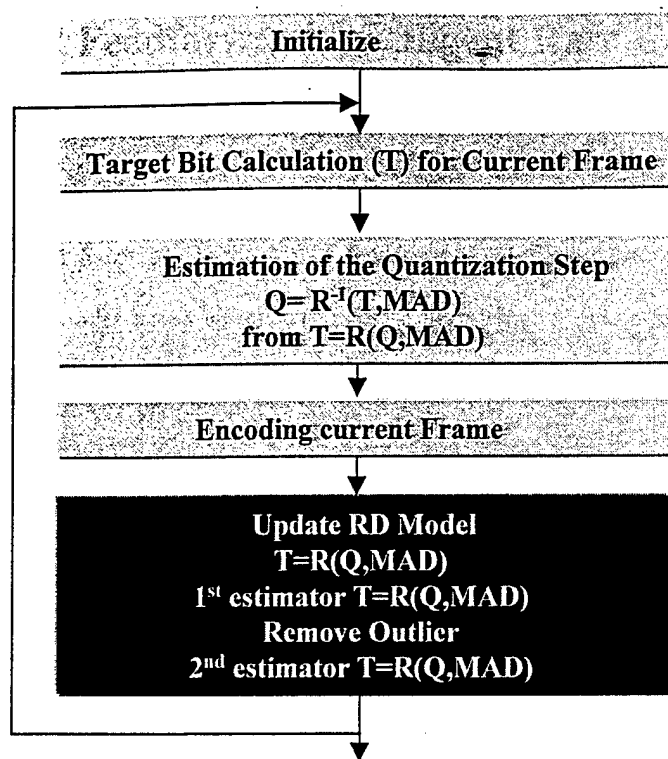 Initialize
Target Bit Calculation (T) for Current Frame
Estimation of the Quantization Step
Q= R⁻¹(T,MAD)
from T=R(Q,MAD)
Encoding current Frame
Update RD Model
T=R(Q,MAD)
1st estimator T=R(Q,MAD)
Remove Outlier
2nd estimator T=R(Q,MAD)